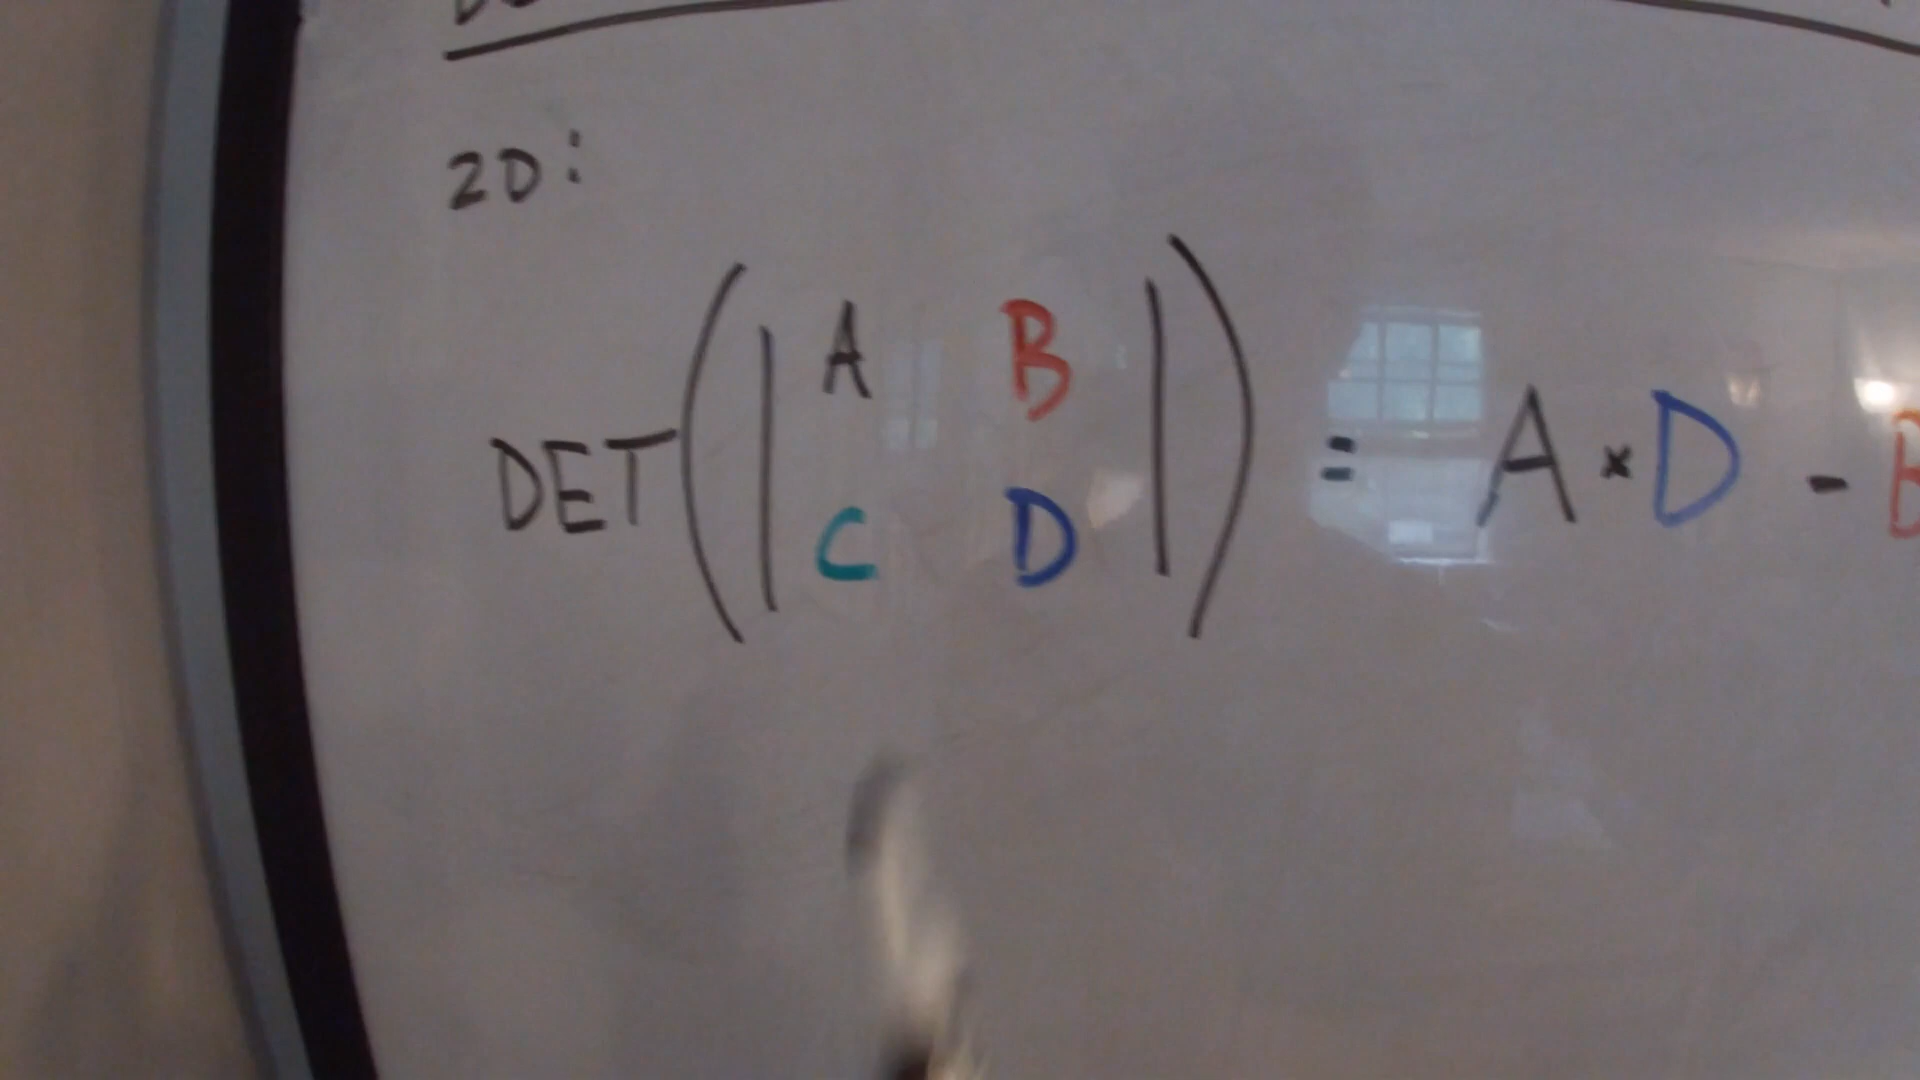 2D:
A B
DET(| |) = A × D - B
C D